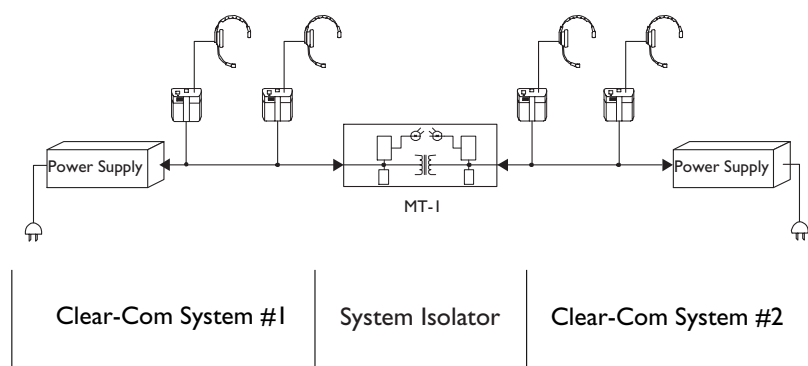 Power Supply
Power Supply
MT-1
Clear-Com System #1
System Isolator
Clear-Com System #2